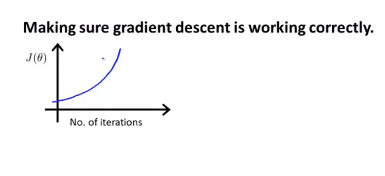 Making sure gradient descent is working correctly.
J(θ)
No. of iterations